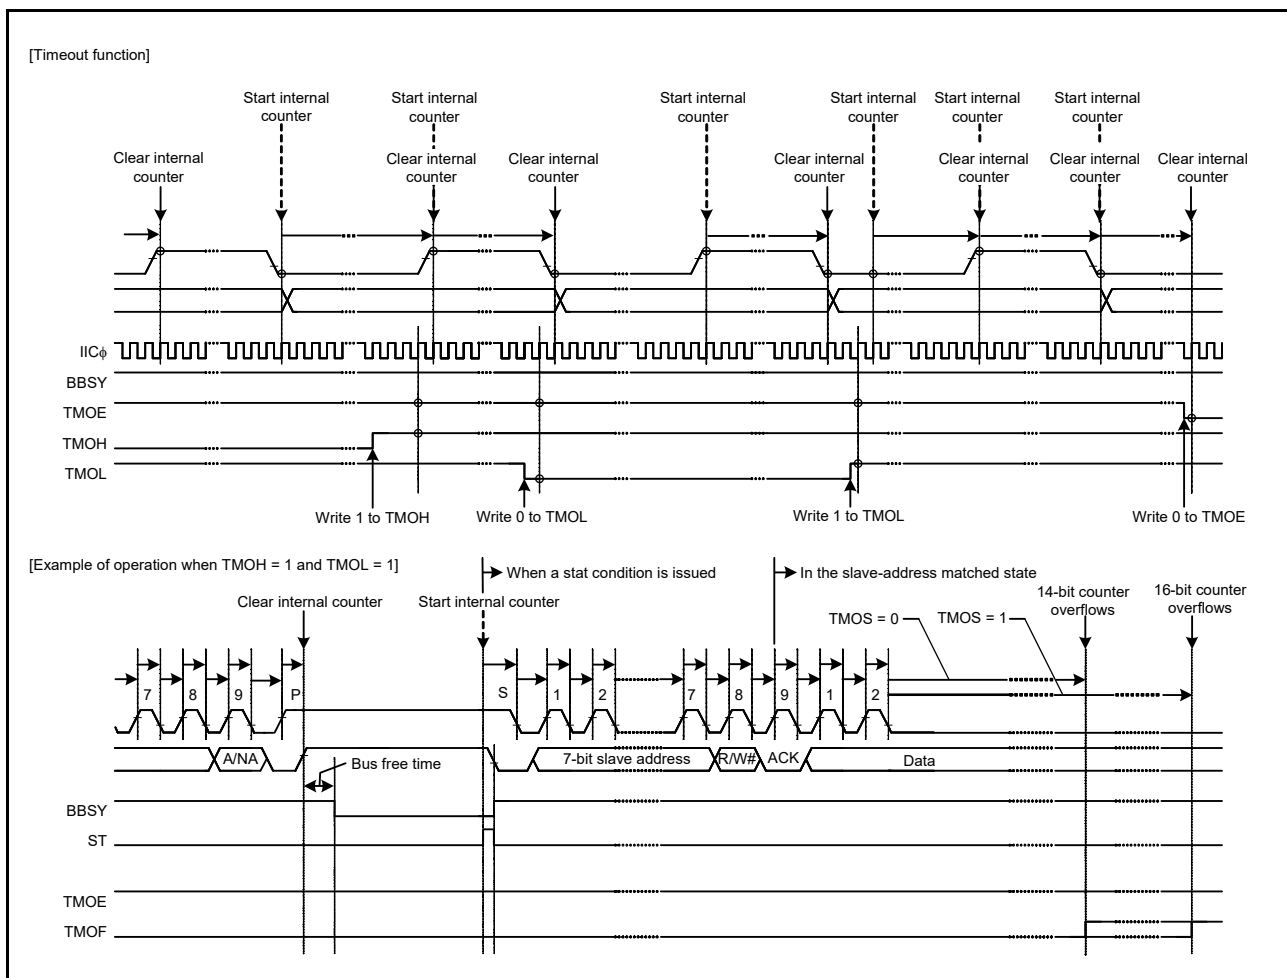 [Timeout function]
Start internal
counter
Start internal
counter
Start internal
counter
Start internal
counter
Start internal
counter
Start internal
counter
Clear internal
counter
Clear internal
counter
Clear internal
counter
Clear internal
counter
Clear internal
counter
Clear internal
counter
Clear internal
counter
IICϕ
BBSY
TMOE
TMOH
TMOL
Write 1 to TMOH
Write 0 to TMOL
Write 1 to TMOL
Write 0 to TMOE
[Example of operation when TMOH = 1 and TMOL = 1]
When a stat condition is issued
In the slave-address matched state
Clear internal counter
Start internal counter
TMOS = 0
TMOS = 1
14-bit counter
overflows
16-bit counter
overflows
7 8 9 P S 1 2 7 8 9 1 2
A/NA
7-bit slave address
R/W#
ACK
Data
Bus free time
BBSY
ST
TMOE
TMOF